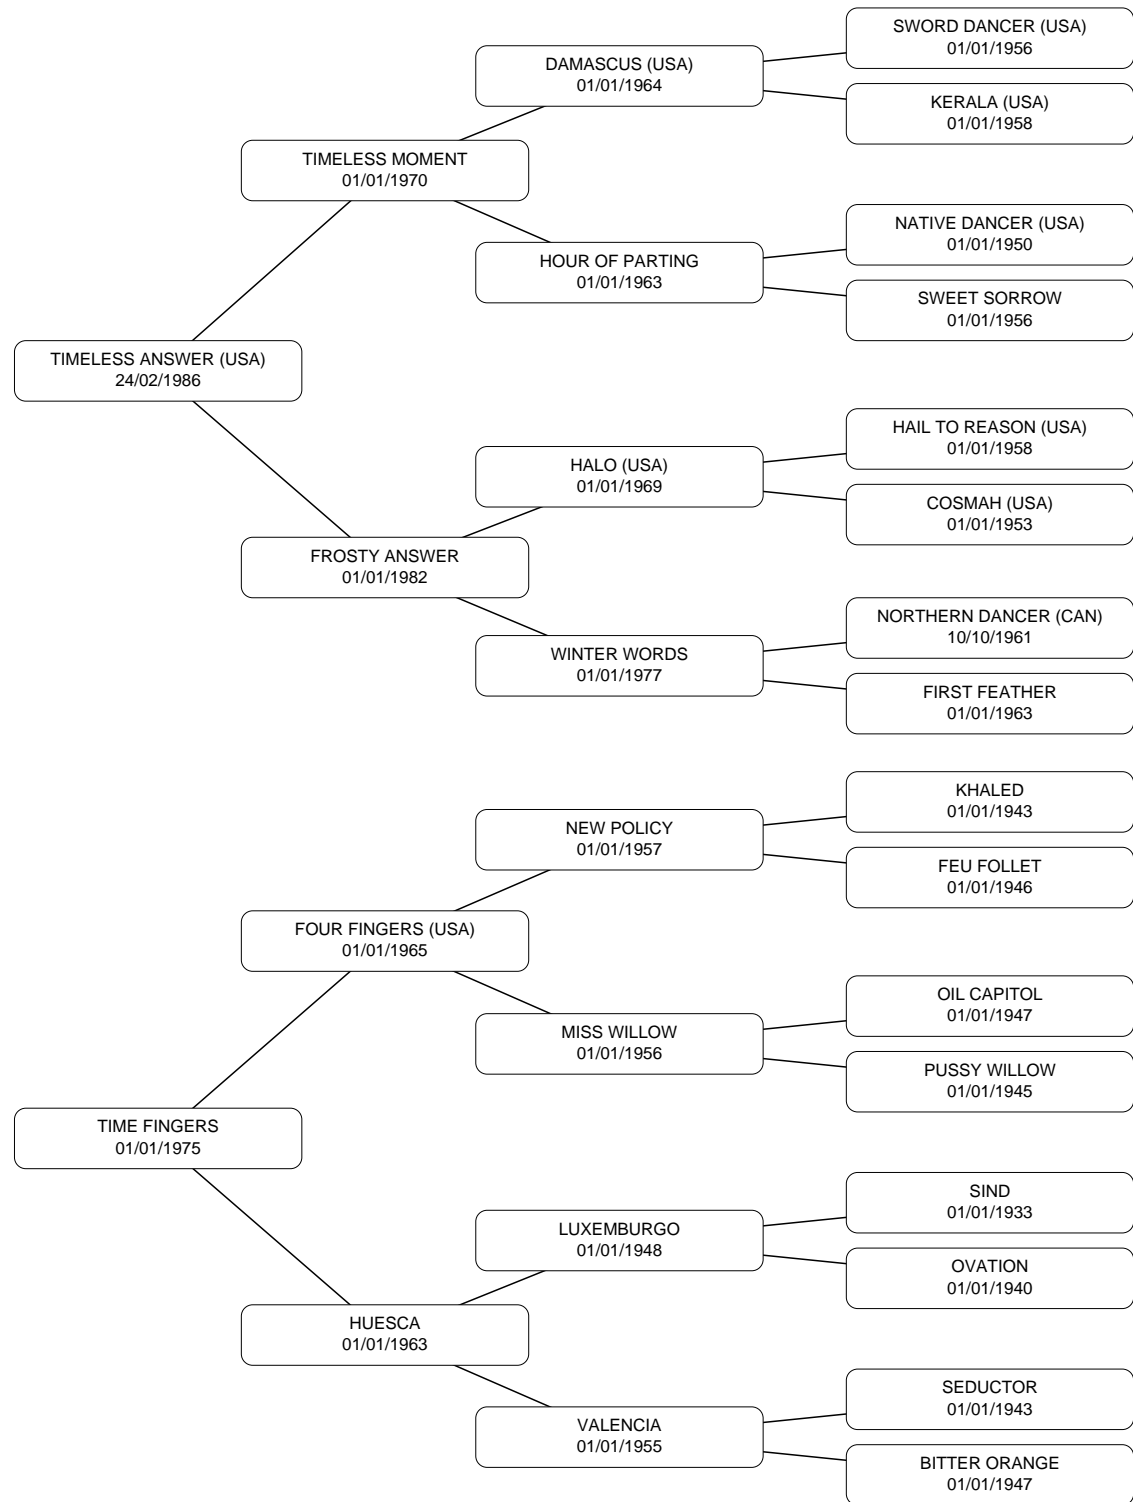 SWORD DANCER (USA)
01/01/1956
DAMASCUS (USA)
01/01/1964
KERALA (USA)
01/01/1958
TIMELESS MOMENT
01/01/1970
NATIVE DANCER (USA)
01/01/1950
HOUR OF PARTING
01/01/1963
SWEET SORROW
01/01/1956
TIMELESS ANSWER (USA)
24/02/1986
HAIL TO REASON (USA)
01/01/1958
HALO (USA)
01/01/1969
COSMAH (USA)
01/01/1953
FROSTY ANSWER
01/01/1982
NORTHERN DANCER (CAN)
10/10/1961
WINTER WORDS
01/01/1977
FIRST FEATHER
01/01/1963
KHALED
01/01/1943
NEW POLICY
01/01/1957
FEU FOLLET
01/01/1946
FOUR FINGERS (USA)
01/01/1965
OIL CAPITOL
01/01/1947
MISS WILLOW
01/01/1956
PUSSY WILLOW
01/01/1945
TIME FINGERS
01/01/1975
SIND
01/01/1933
LUXEMBURGO
01/01/1948
OVATION
01/01/1940
HUESCA
01/01/1963
SEDUCTOR
01/01/1943
VALENCIA
01/01/1955
BITTER ORANGE
01/01/1947